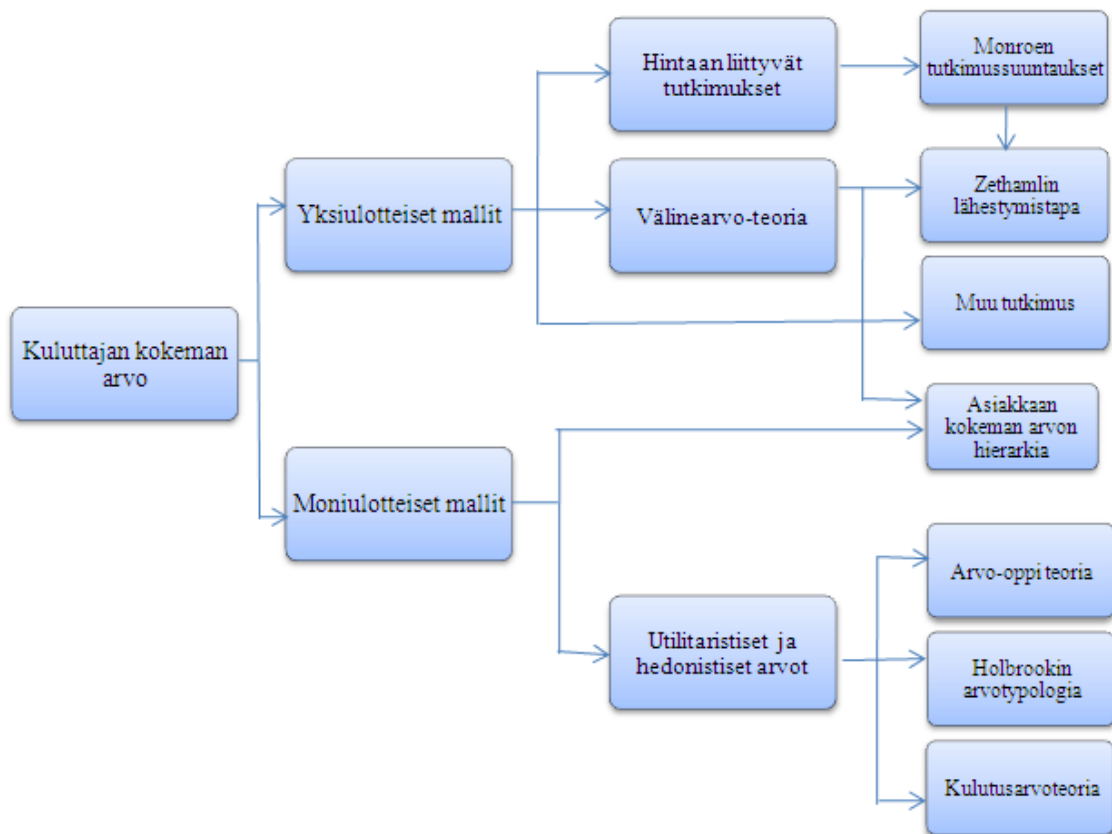 Hintaan liittyvät
tutkimukset
Monroen
tutkimussuuntaukset
Yksiulotteiset mallit
Välinearvo-teoria
Zethamlin
lähestymistapa
Muu tutkimus
Kuluttajan kokeman
arvo
Asiakkaan
kokeman arvon
hierarkia
Moniulotteiset mallit
Arvo-oppi teoria
Utilitaristiset ja
hedonistiset arvot
Holbrookin
arvotypologia
Kulutusarvoteoria